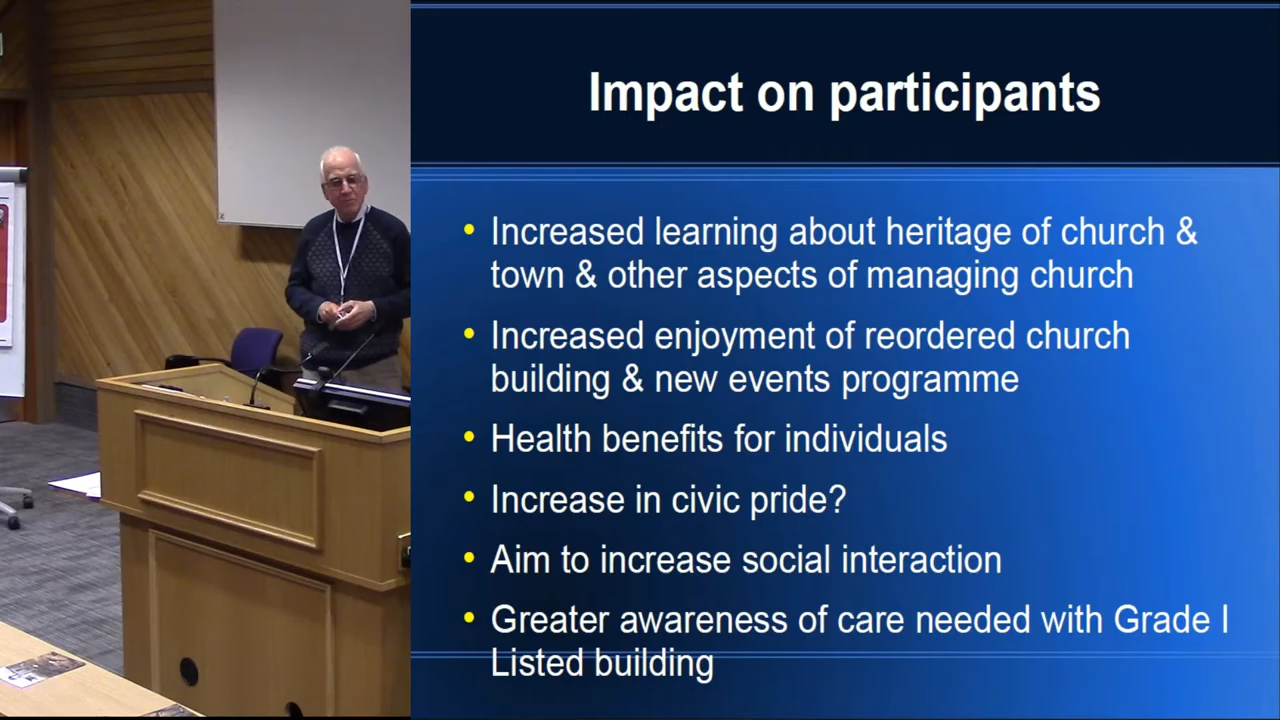 Impact on participants
• Increased learning about heritage of church &
town & other aspects of managing church
• Increased enjoyment of reordered church
building & new events programme
• Health benefits for individuals
• Increase in civic pride?
• Aim to increase social interaction
• Greater awareness of care needed with Grade I
Listed building